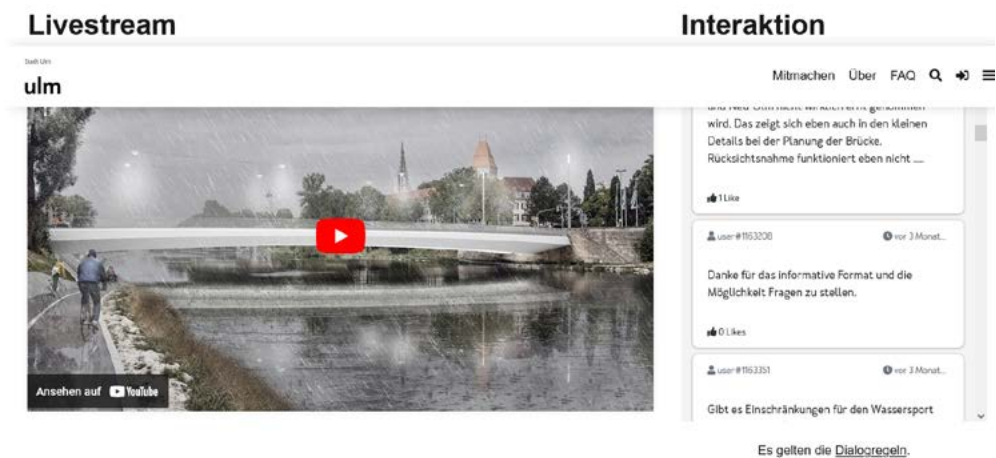 Livestream
Interaktion
Stadt Ulm
ulm
Mitmachen Über FAQ
und Neu-Ulm nicht wirklich ernst genommen
wird. Das zeigt sich eben auch in den kleinen
Details bei der Planung der Brücke.
Rücksichtsnahme funktioniert eben nicht ....
1 Like
user#1163208 vor 3 Monat...
Danke für das informative Format und die
Möglichkeit Fragen zu stellen.
0 Likes
user#1163351 vor 3 Monat...
Gibt es Einschränkungen für den Wassersport
Ansehen auf YouTube
Es gelten die Dialogregeln.